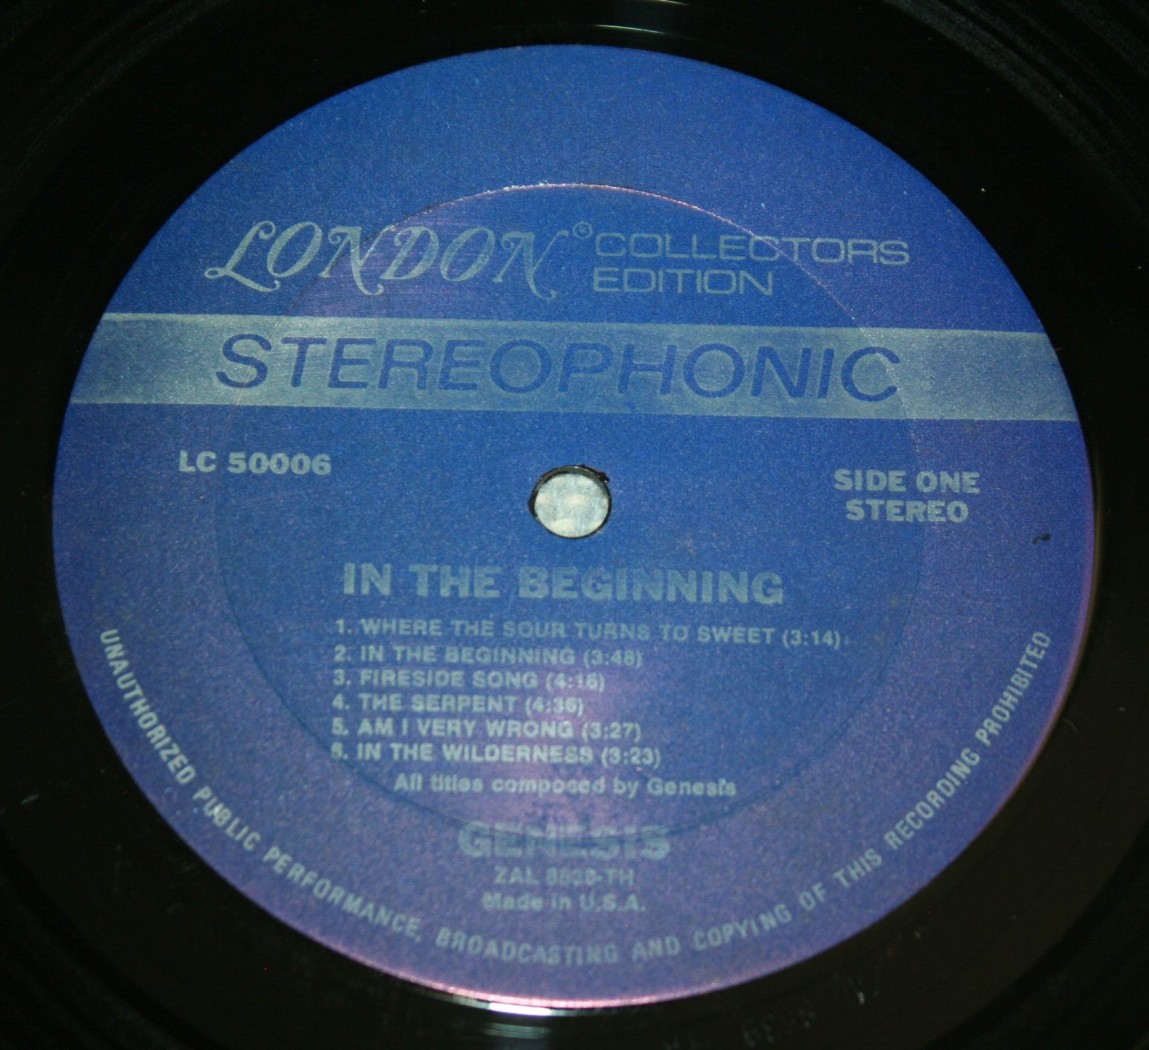 LONDON® COLLECTORS
EDITION
STEREOPHONIC
LC 50006
SIDE ONE
STEREO
IN THE BEGINNING
1. WHERE THE SOUR TURNS TO SWEET (3:14)
2. IN THE BEGINNING (3:48)
3. FIRESIDE SONG (4:16)
4. THE SERPENT (4:36)
5. AM I VERY WRONG (3:27)
6. IN THE WILDERNESS (3:23)
All titles composed by Genesis
GENESIS
ZAL
Made in U.S.A.
UNAUTHORIZED PUBLIC PERFORMANCE, BROADCASTING AND COPYING OF THIS RECORDING PROHIBITED